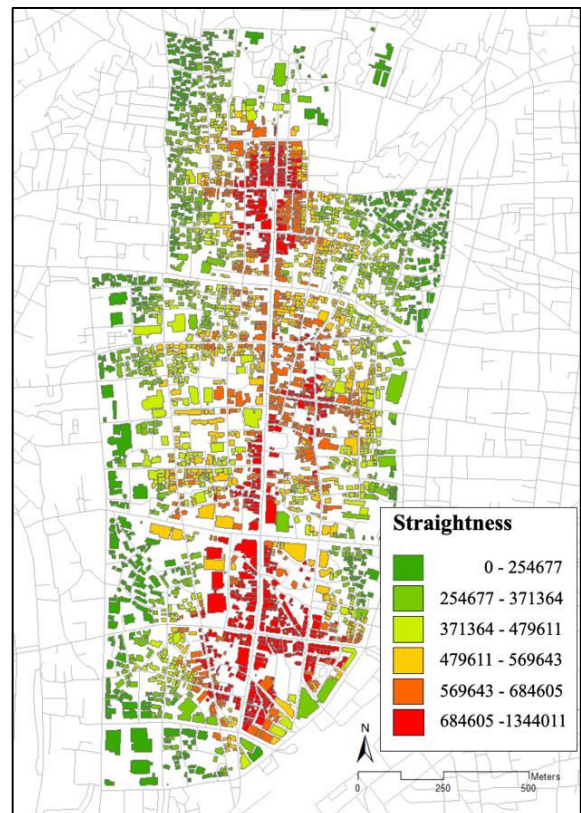 Straightness
0 - 254677
254677 - 371364
371364 - 479611
479611 - 569643
569643 - 684605
684605 -1344011
N
Meters
0 250 500